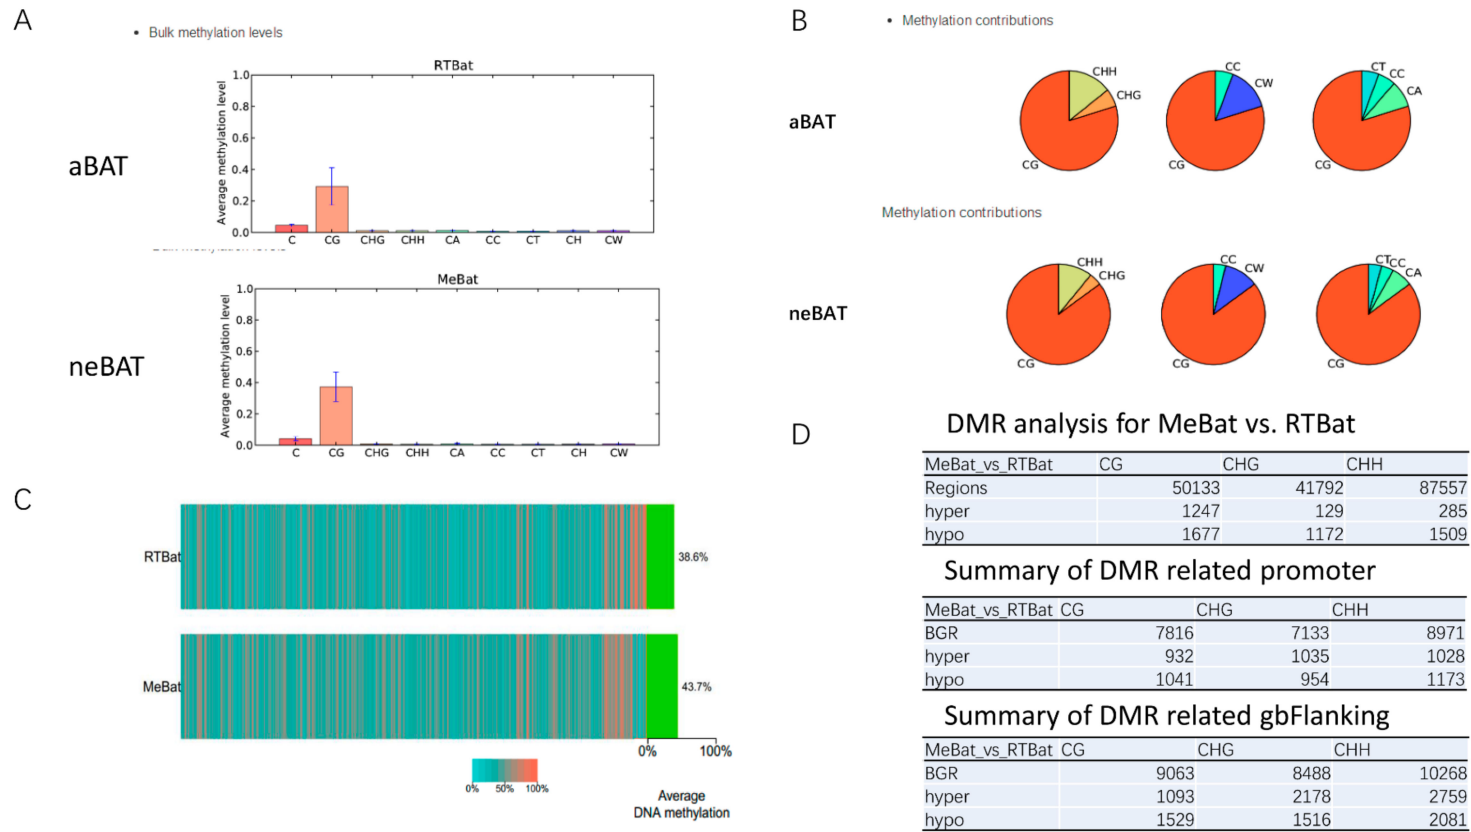 A
• Bulk methylation levels
RTBat
aBAT
Average methylation level
1.0
0.8
0.6
0.4
0.2
0.0
C CG CHG CHH CA CC CT CH CW
MeBat
neBAT
Average methylation level
1.0
0.8
0.6
0.4
0.2
0.0
C CG CHG CHH CA CC CT CH CW
B
• Methylation contributions
aBAT
CHH
CHG
CG
CC
CW
CG
CT
CC
CA
CG
Methylation contributions
neBAT
CHH
CHG
CG
CC
CW
CG
CT
CC
CA
CG
C
RTBat
38.6%
MeBat
43.7%
0% 100%
0% 50% 100%
Average
DNA methylation
D
DMR analysis for MeBat vs. RTBat
MeBat_vs_RTBat CG CHG CHH
Regions 50133 41792 87557
hyper 1247 129 285
hypo 1677 1172 1509
Summary of DMR related promoter
MeBat_vs_RTBat CG CHG CHH
BGR 7816 7133 8971
hyper 932 1035 1028
hypo 1041 954 1173
Summary of DMR related gbFlanking
MeBat_vs_RTBat CG CHG CHH
BGR 9063 8488 10268
hyper 1093 2178 2759
hypo 1529 1516 2081